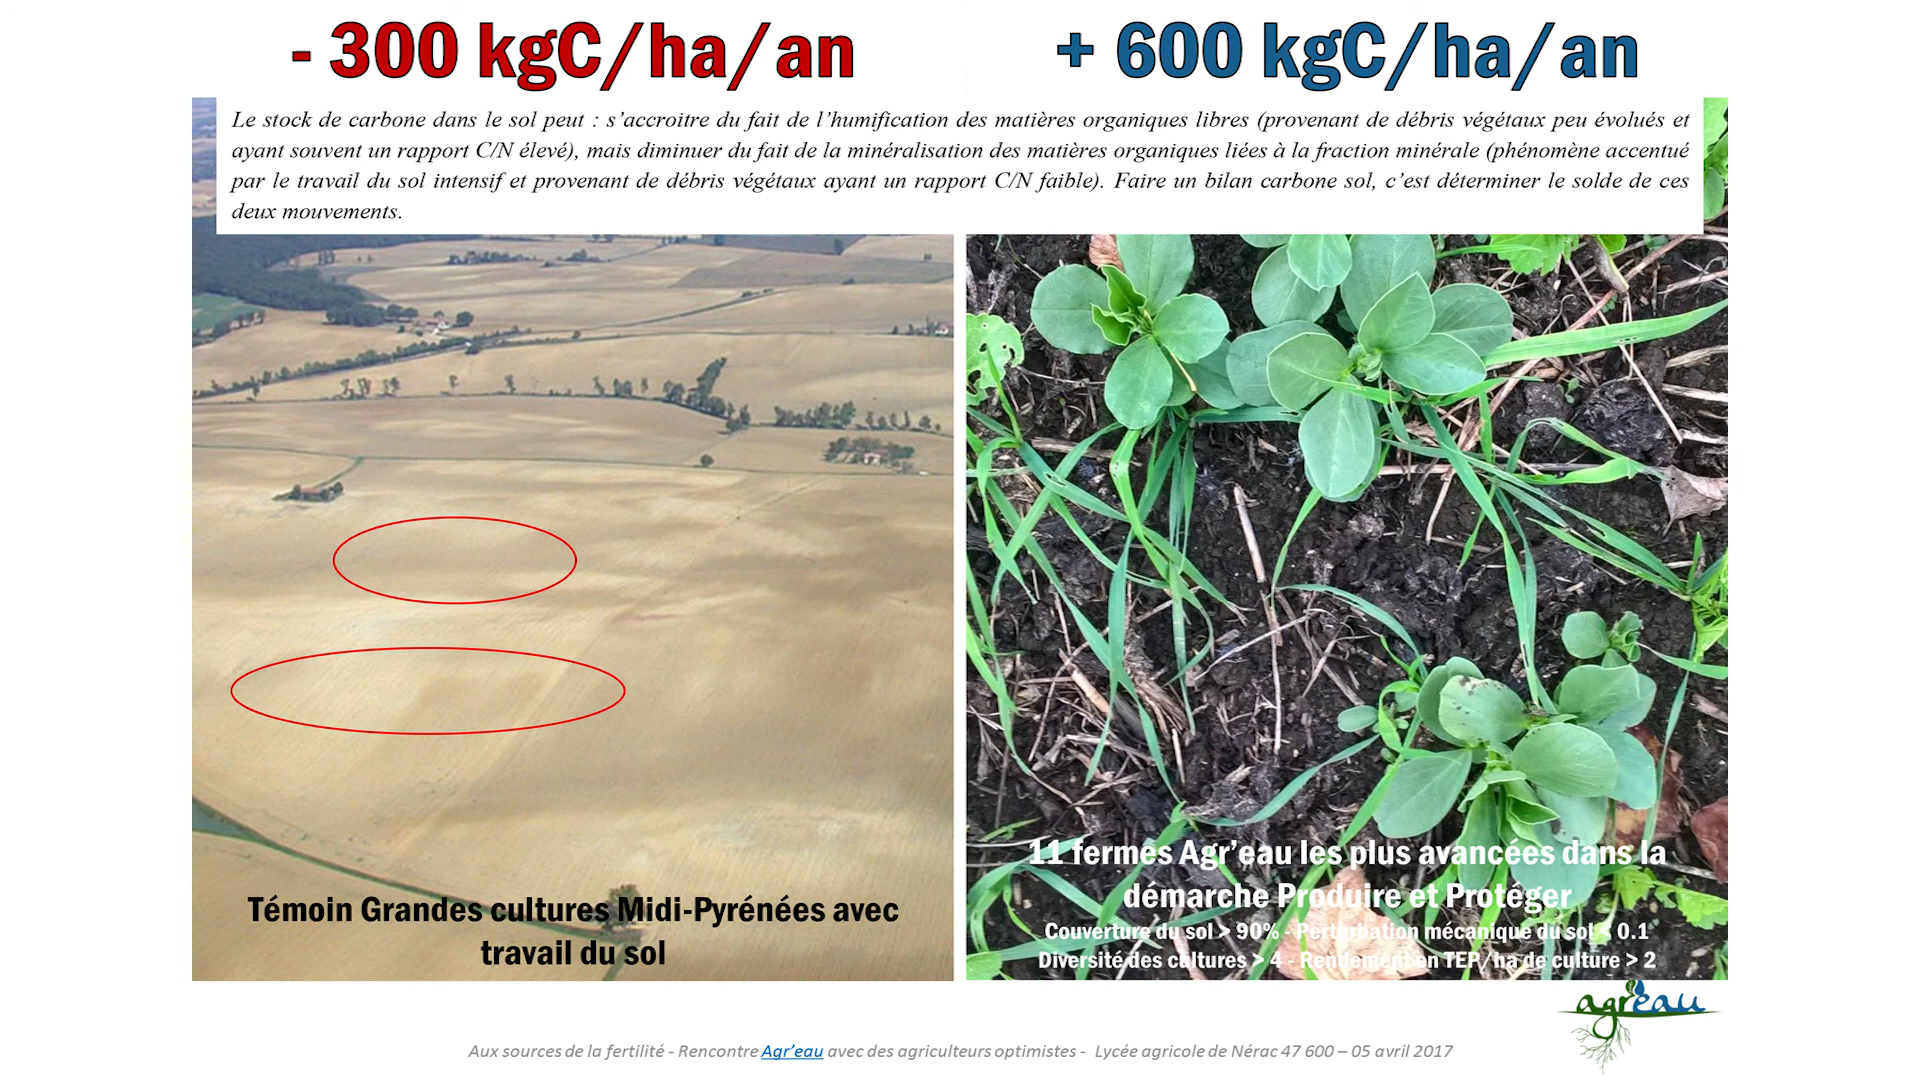 - 300 kgC/ha/an
+ 600 kgC/ha/an
Le stock de carbone dans le sol peut : s’accroitre du fait de l’humification des matières organiques libres (provenant de débris végétaux peu évolués et
ayant souvent un rapport C/N élevé), mais diminuer du fait de la minéralisation des matières organiques liées à la fraction minérale (phénomène accentué
par le travail du sol intensif et provenant de débris végétaux ayant un rapport C/N faible). Faire un bilan carbone sol, c’est déterminer le solde de ces
deux mouvements.
Témoin Grandes cultures Midi-Pyrénées avec
travail du sol
11 fermes Agr’eau les plus avancées dans la
démarche Produire et Protéger
Couverture du sol > 90% - Perturbation mécanique du sol < 0.1
Diversité des cultures > 4 - Rendement en TEP/ha de culture > 2
agr'eau
Aux sources de la fertilité - Rencontre Agr’eau avec des agriculteurs optimistes - Lycée agricole de Nérac 47 600 – 05 avril 2017